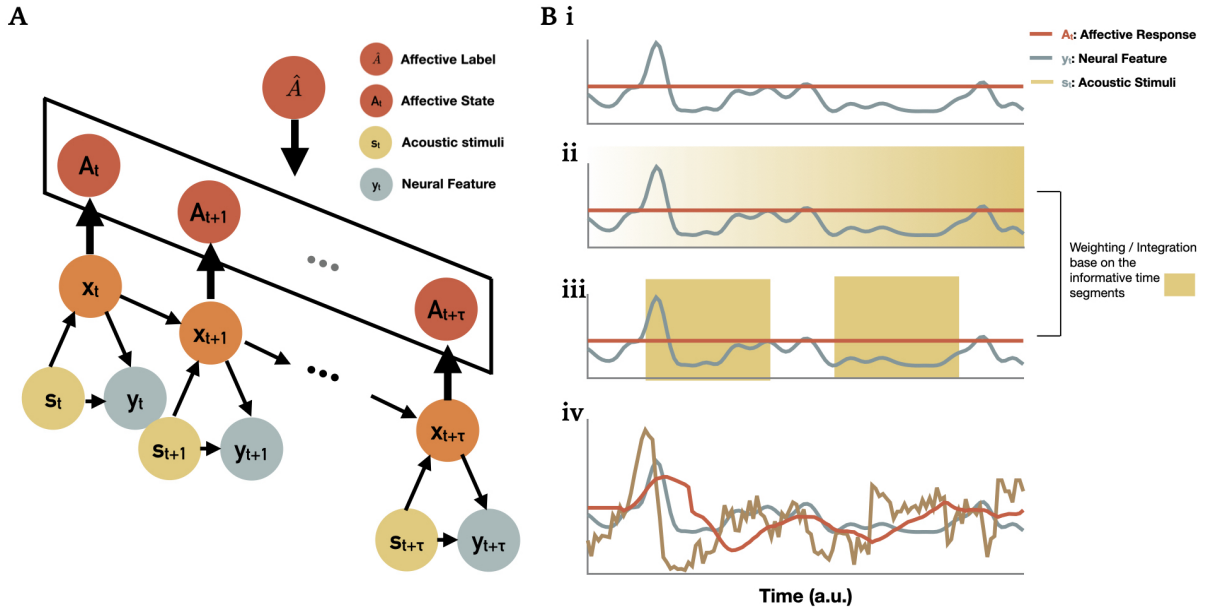 A
Â
Â Affective Label
At Affective State
st Acoustic stimuli
yt Neural Feature
At
At+1
At+τ
xt
xt+1
xt+τ
st
yt
st+1
yt+1
st+τ
yt+τ
B i
At: Affective Response
yt: Neural Feature
st: Acoustic Stimuli
ii
Weighting / Integration
base on the
informative time
segments
iii
iv
Time (a.u.)